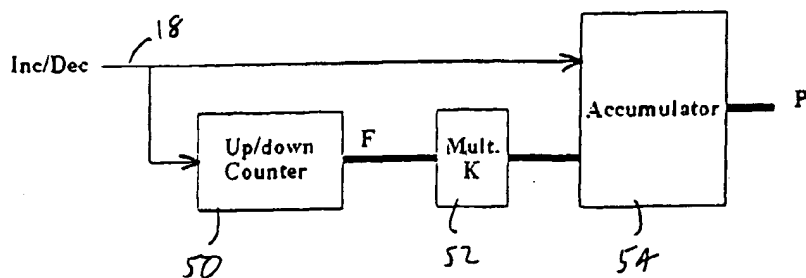 18
Inc/Dec
Accumulator
P
Up/down
Counter
F
Mult.
K
50
52
54